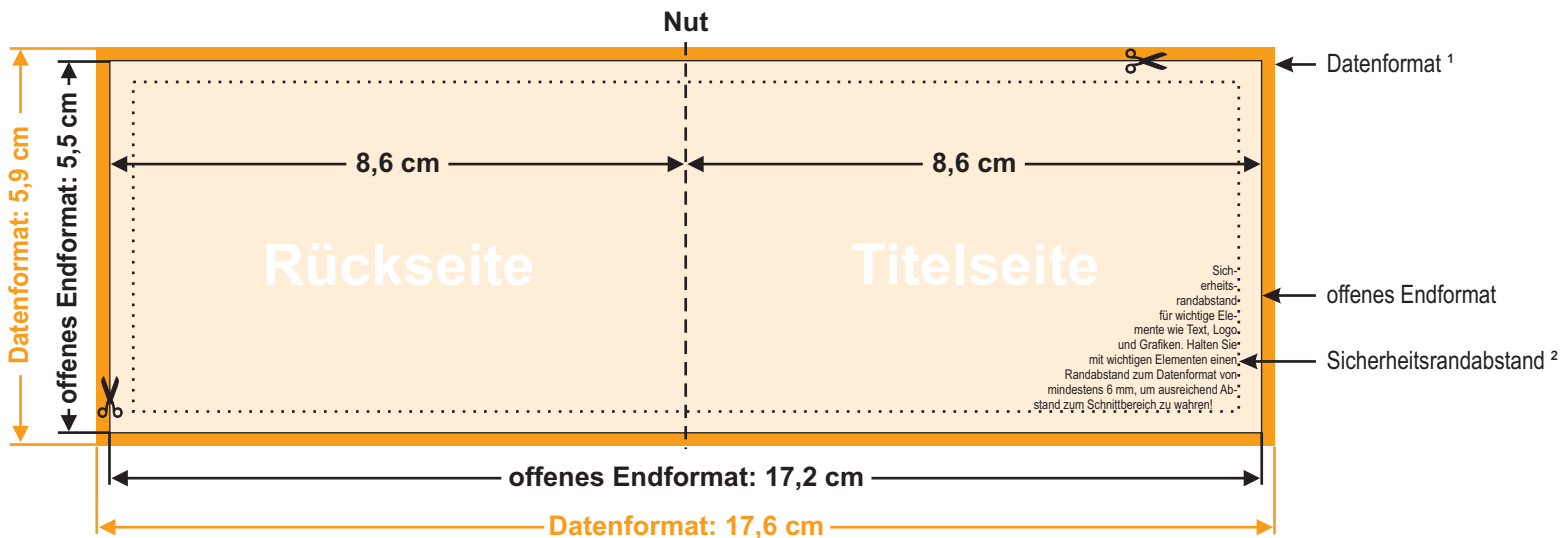 Nut
Datenformat ¹
Datenformat: 5,9 cm
offenes Endformat: 5,5 cm
8,6 cm
8,6 cm
Rückseite
Titelseite
Sich-
erheits-
randabstand
für wichtige Ele-
mente wie Text, Logo
und Grafiken. Halten Sie
mit wichtigen Elementen einen
Randabstand zum Datenformat von
mindestens 6 mm, um ausreichend Ab-
stand zum Schnittbereich zu wahren!
offenes Endformat
Sicherheitsrandabstand ²
offenes Endformat: 17,2 cm
Datenformat: 17,6 cm